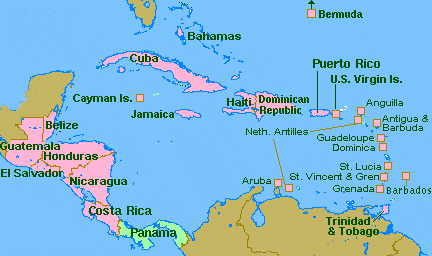 Bermuda
Bahamas
Cuba
Puerto Rico
U.S. Virgin Is.
Cayman Is.
Haiti
Dominican
Republic
Jamaica
Anguilla
Antigua &
Barbuda
Belize
Neth. Antilles
Guadeloupe
Dominica
Guatemala
Honduras
El Salvador
St. Lucia
St. Vincent & Gren
Nicaragua
Aruba
Grenada
Barbados
Costa Rica
Trinidad
& Tobago
Panama